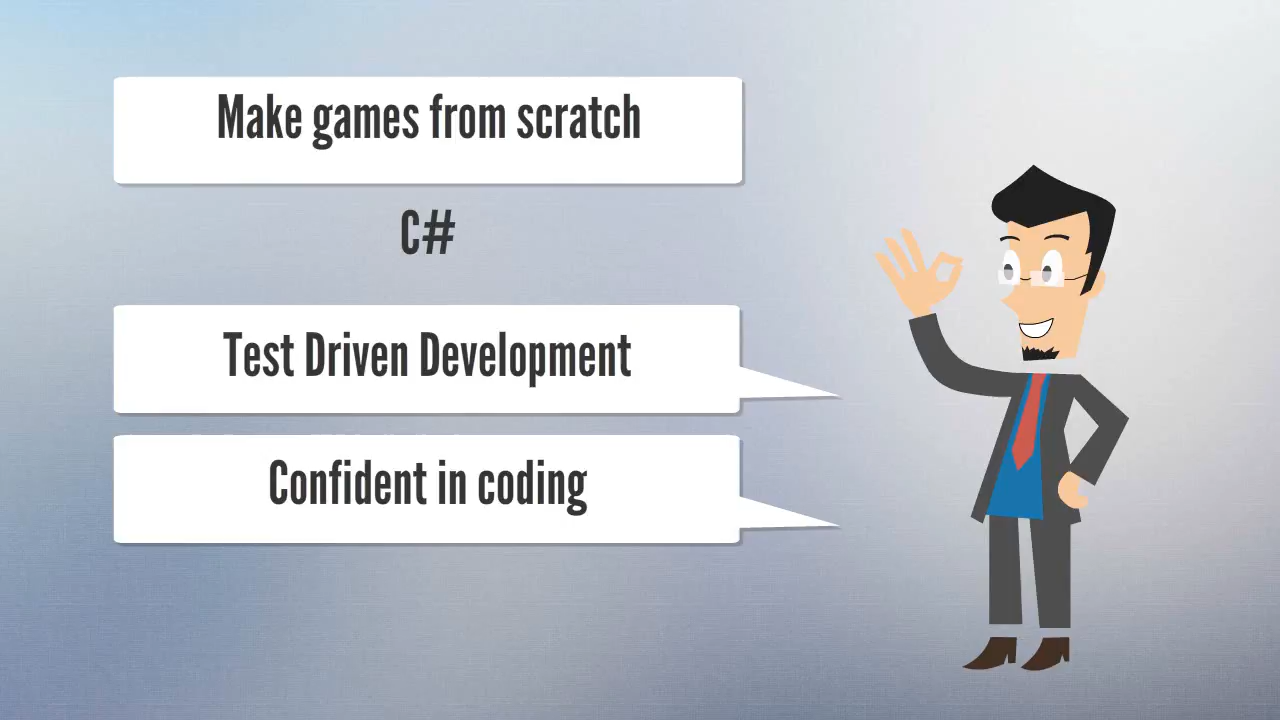 Make games from scratch
C#
Test Driven Development
Confident in coding